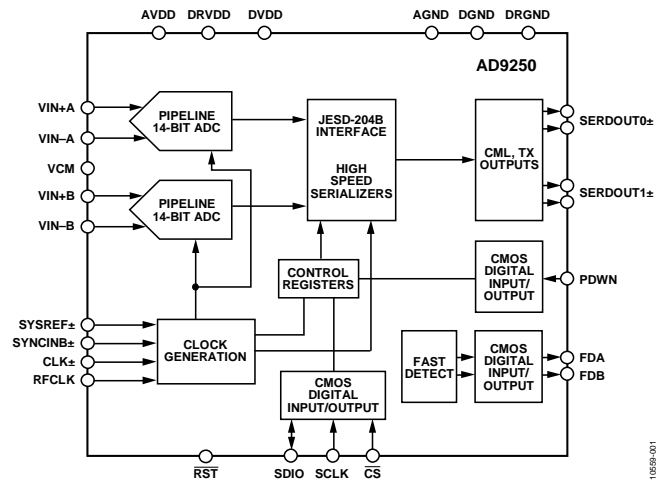 AVDD DRVDD DVDD AGND DGND DRGND
AD9250
VIN+A
VIN–A
VCM
VIN+B
VIN–B
SYSREF±
SYNCINB±
CLK±
RFCLK
PIPELINE
14-BIT ADC
PIPELINE
14-BIT ADC
JESD-204B
INTERFACE
HIGH
SPEED
SERIALIZERS
CML, TX
OUTPUTS
SERDOUT0±
SERDOUT1±
CONTROL
REGISTERS
CMOS
DIGITAL
INPUT/
OUTPUT
PDWN
CLOCK
GENERATION
CMOS
DIGITAL
INPUT/OUTPUT
FAST
DETECT
CMOS
DIGITAL
INPUT/
OUTPUT
FDA
FDB
RST SDIO SCLK CS
10559-001